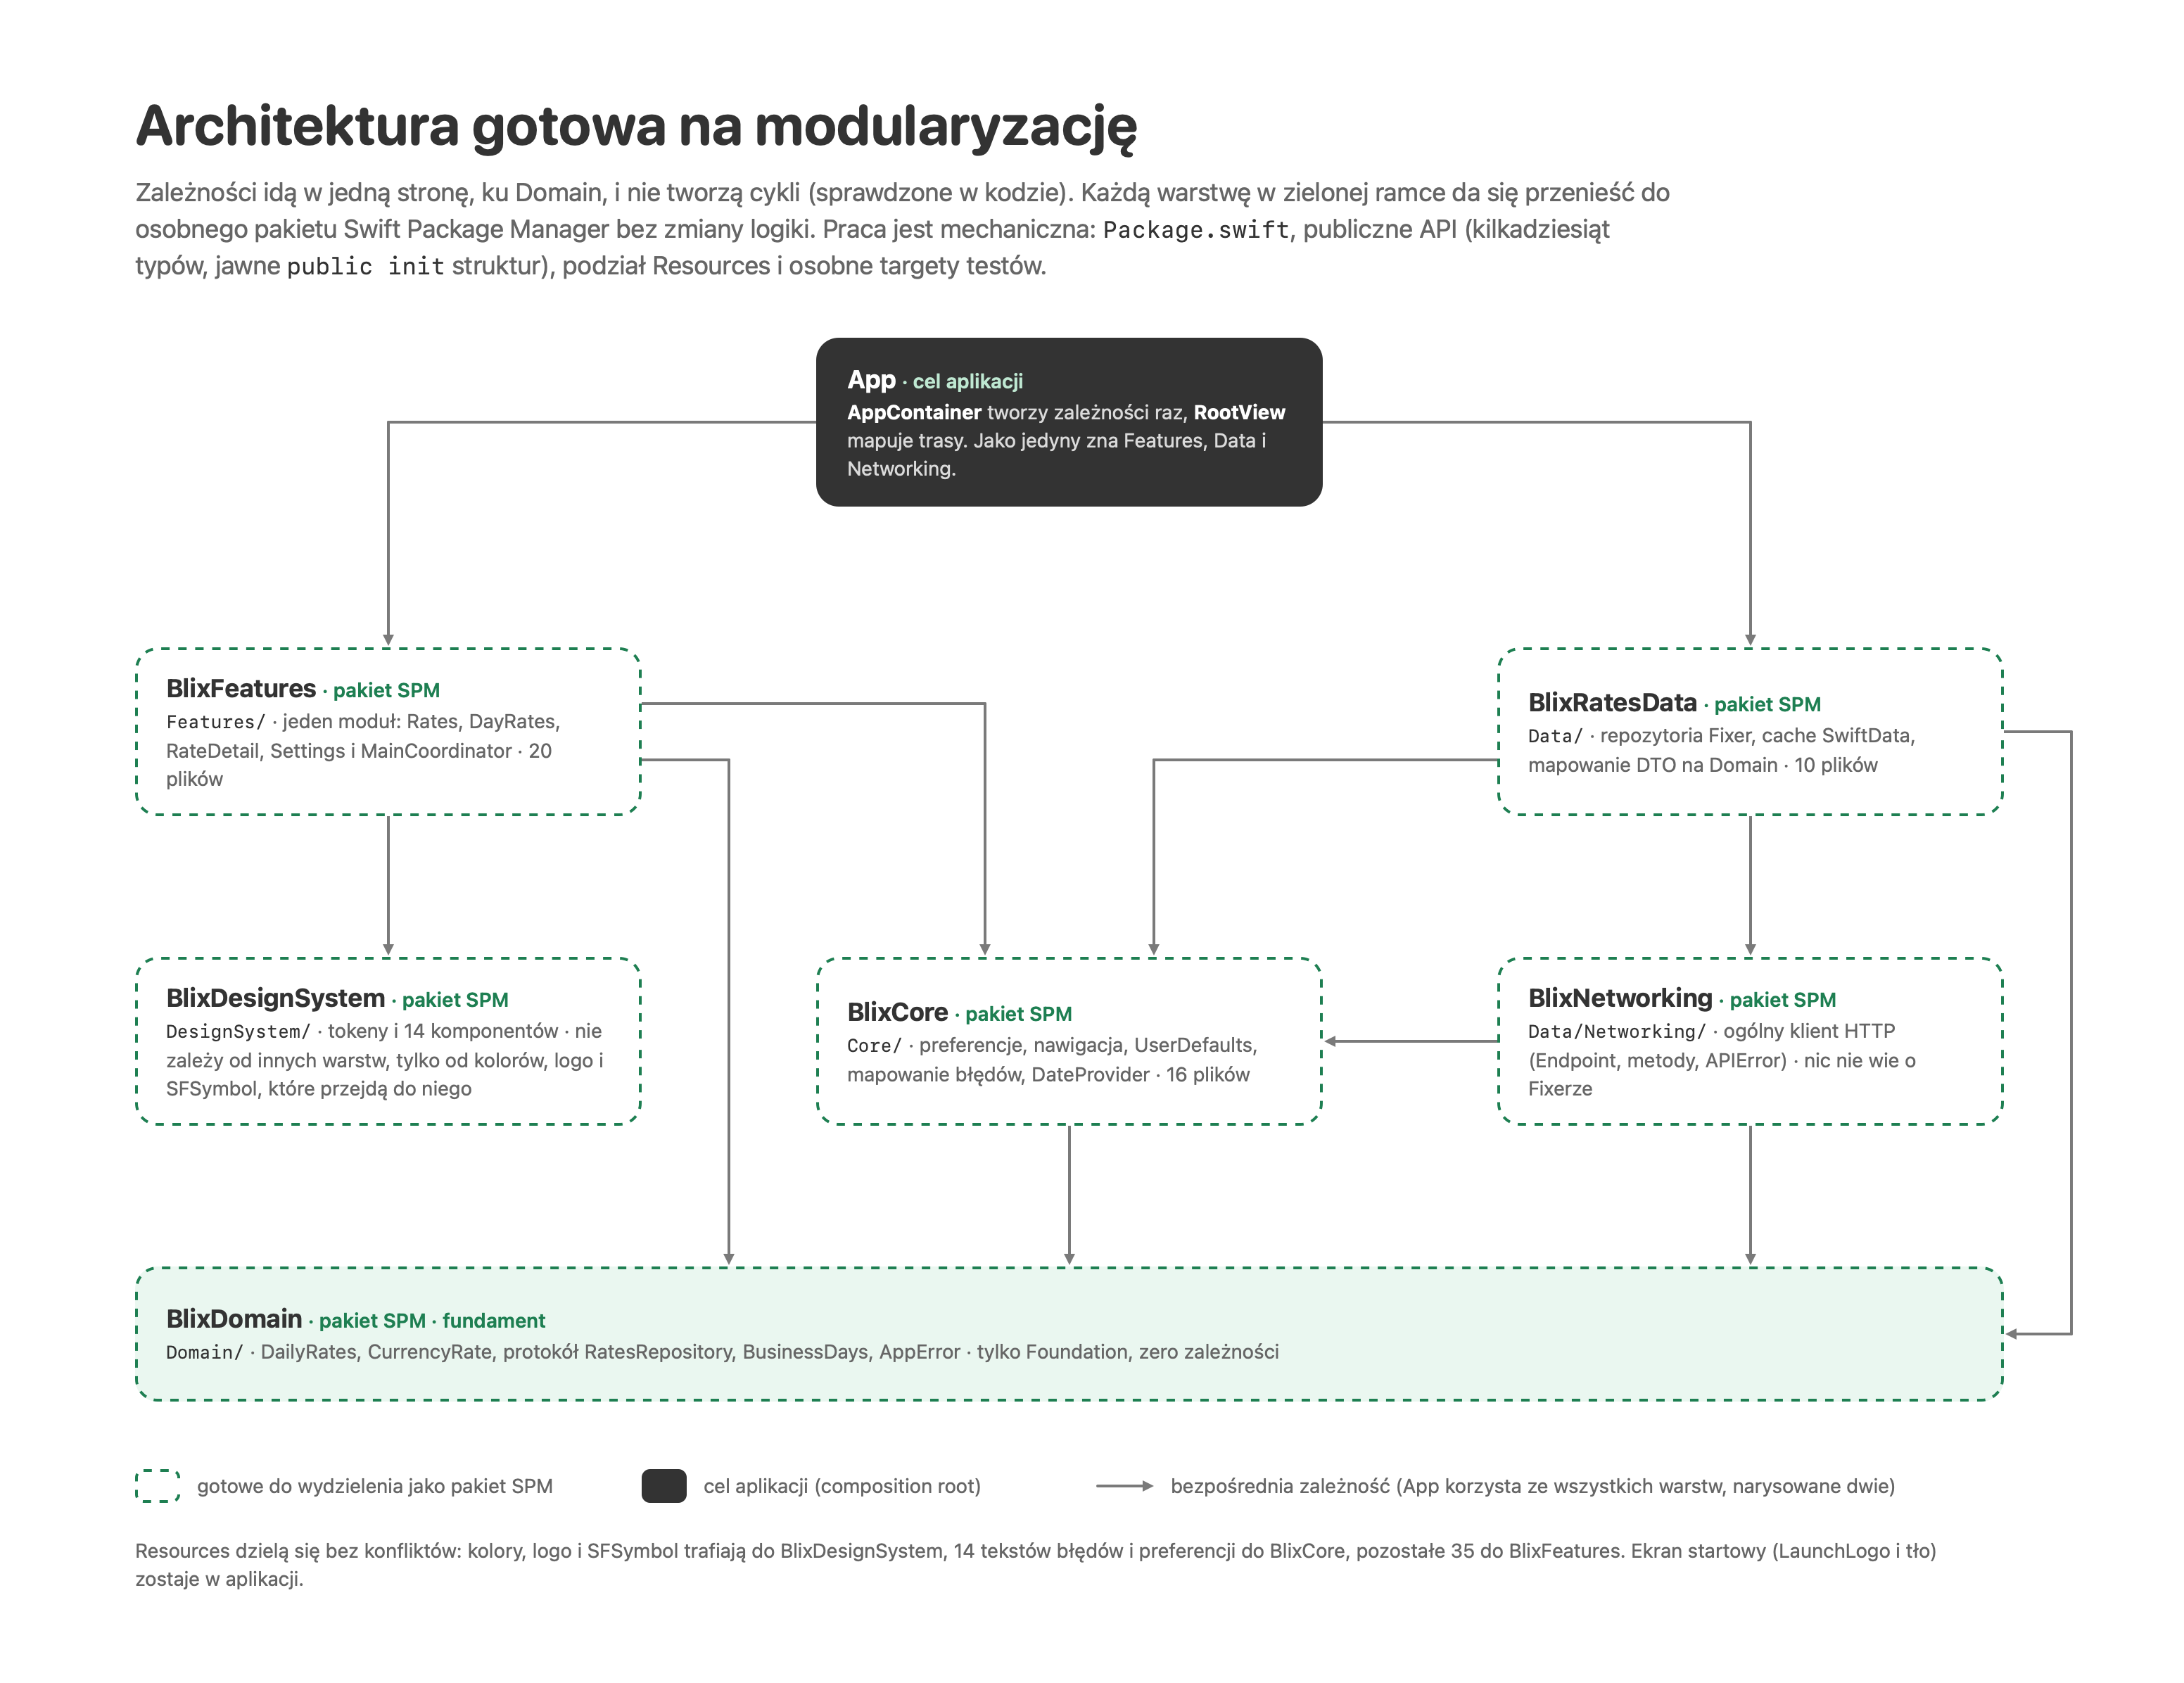 Architektura gotowa na modularyzację
Zależności idą w jedną stronę, ku Domain, i nie tworzą cykli (sprawdzone w kodzie). Każdą warstwę w zielonej ramce da się przenieść do
osobnego pakietu Swift Package Manager bez zmiany logiki. Praca jest mechaniczna: Package.swift, publiczne API (kilkadziesiąt
typów, jawne public init struktur), podział Resources i osobne targety testów.
App · cel aplikacji
AppContainer tworzy zależności raz, RootView
mapuje trasy. Jako jedyny zna Features, Data i
Networking.
BlixFeatures · pakiet SPM
Features/ · jeden moduł: Rates, DayRates,
RateDetail, Settings i MainCoordinator · 20
plików
BlixRatesData · pakiet SPM
Data/ · repozytoria Fixer, cache SwiftData,
mapowanie DTO na Domain · 10 plików
BlixDesignSystem · pakiet SPM
DesignSystem/ · tokeny i 14 komponentów · nie
zależy od innych warstw, tylko od kolorów, logo i
SFSymbol, które przejdą do niego
BlixCore · pakiet SPM
Core/ · preferencje, nawigacja, UserDefaults,
mapowanie błędów, DateProvider · 16 plików
BlixNetworking · pakiet SPM
Data/Networking/ · ogólny klient HTTP
(Endpoint, metody, APIError) · nic nie wie o
Fixerze
BlixDomain · pakiet SPM · fundament
Domain/ · DailyRates, CurrencyRate, protokół RatesRepository, BusinessDays, AppError · tylko Foundation, zero zależności
gotowe do wydzielenia jako pakiet SPM
cel aplikacji (composition root)
bezpośrednia zależność (App korzysta ze wszystkich warstw, narysowane dwie)
Resources dzielą się bez konfliktów: kolory, logo i SFSymbol trafiają do BlixDesignSystem, 14 tekstów błędów i preferencji do BlixCore, pozostałe 35 do BlixFeatures. Ekran startowy (LaunchLogo i tło)
zostaje w aplikacji.